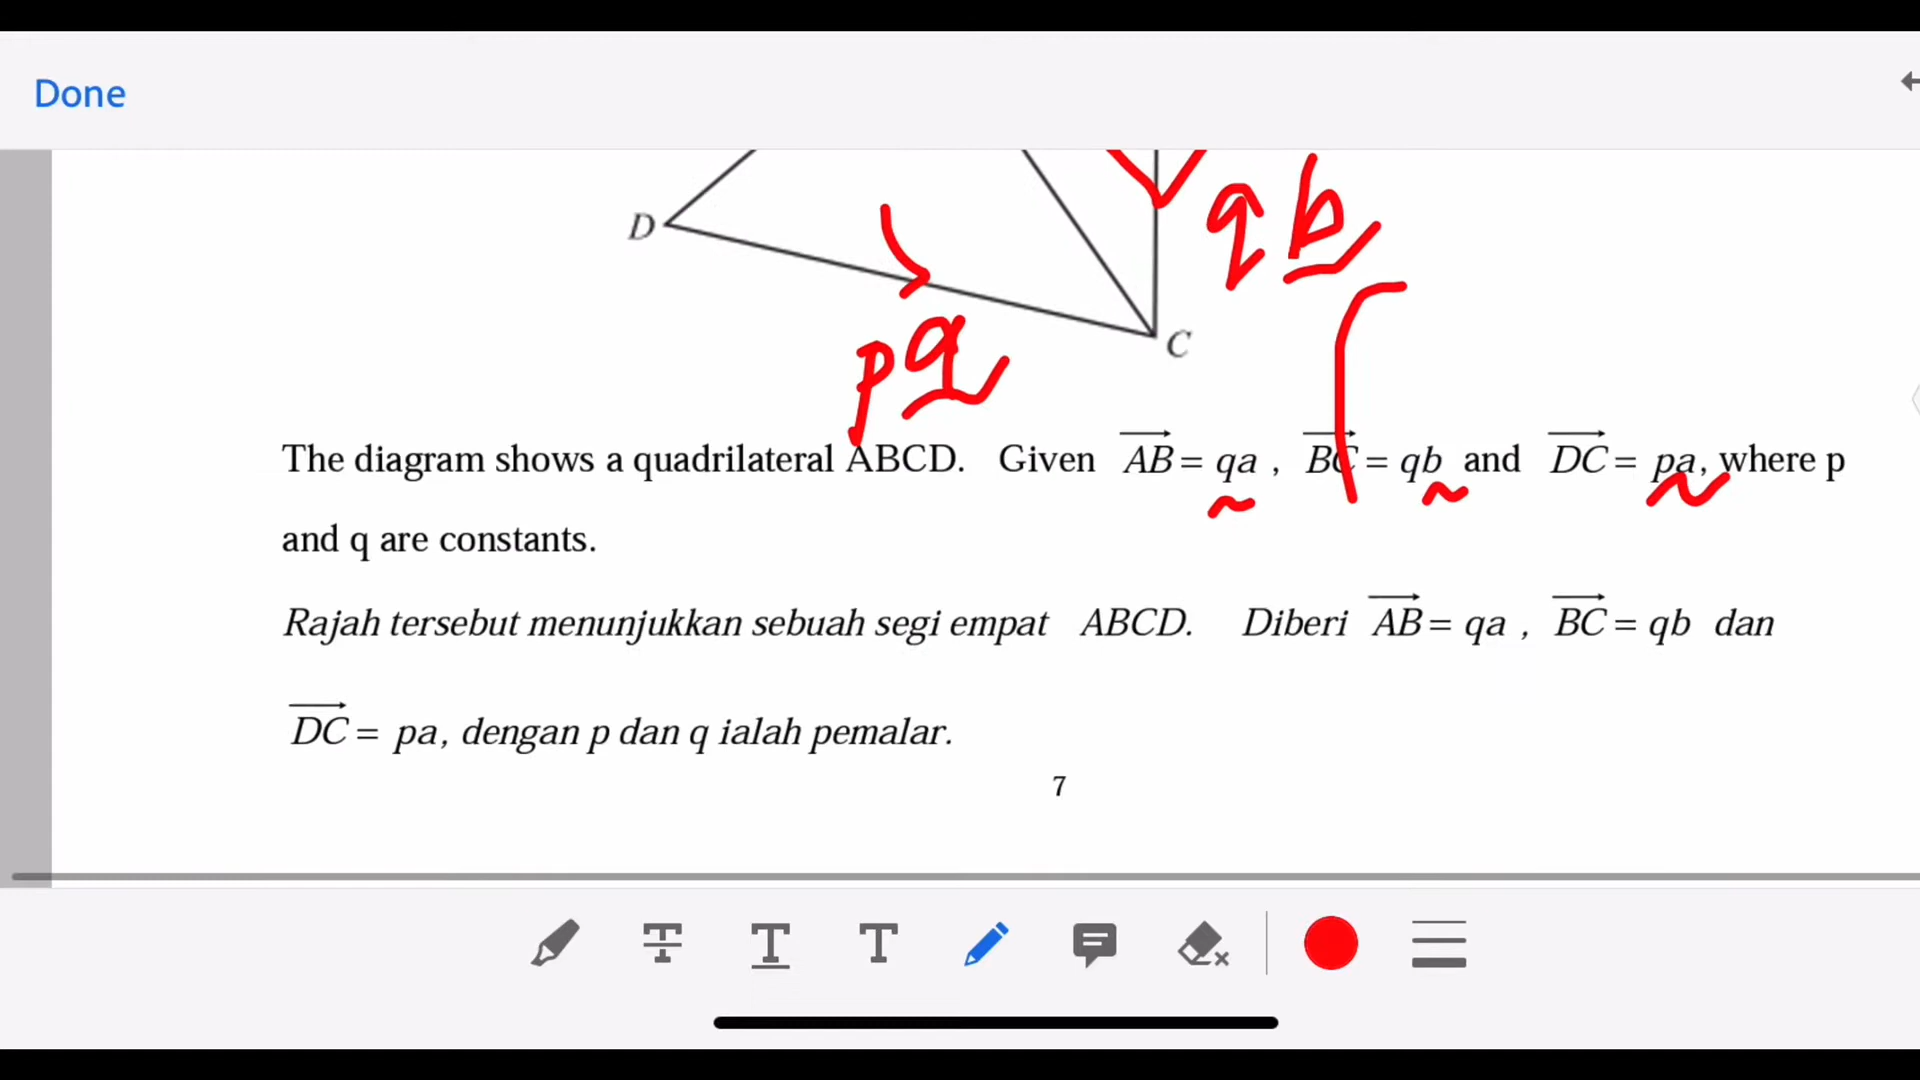 Done
D
q b
C
p a
The diagram shows a quadrilateral ABCD. Given AB = qa , BC = qb and DC = pa, where p
and q are constants.
Rajah tersebut menunjukkan sebuah segi empat ABCD. Diberi AB = qa , BC = qb dan
DC = pa, dengan p dan q ialah pemalar.
7